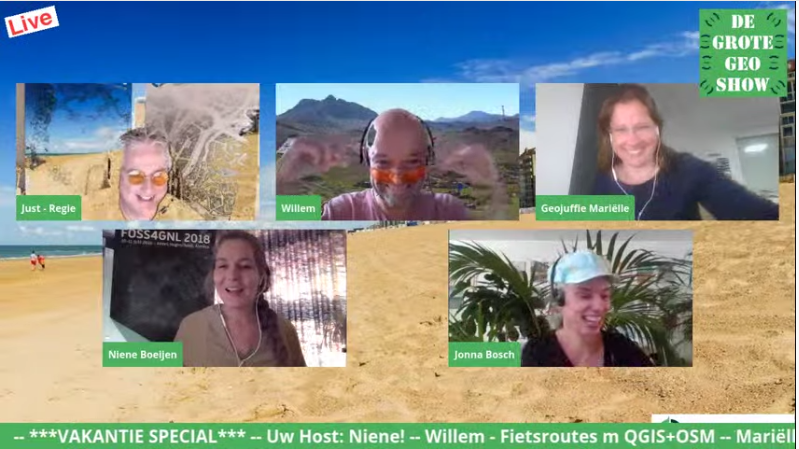 Live
DE
GROTE
GEO
SHOW
Just - Regie
Willem
Geojuffie Mariëlle
FOSS4GNL 2018
Niene Boeijen
Jonna Bosch
-- ***VAKANTIE SPECIAL*** -- Uw Host: Niene! -- Willem - Fietsroutes m QGIS+OSM -- Mariëll